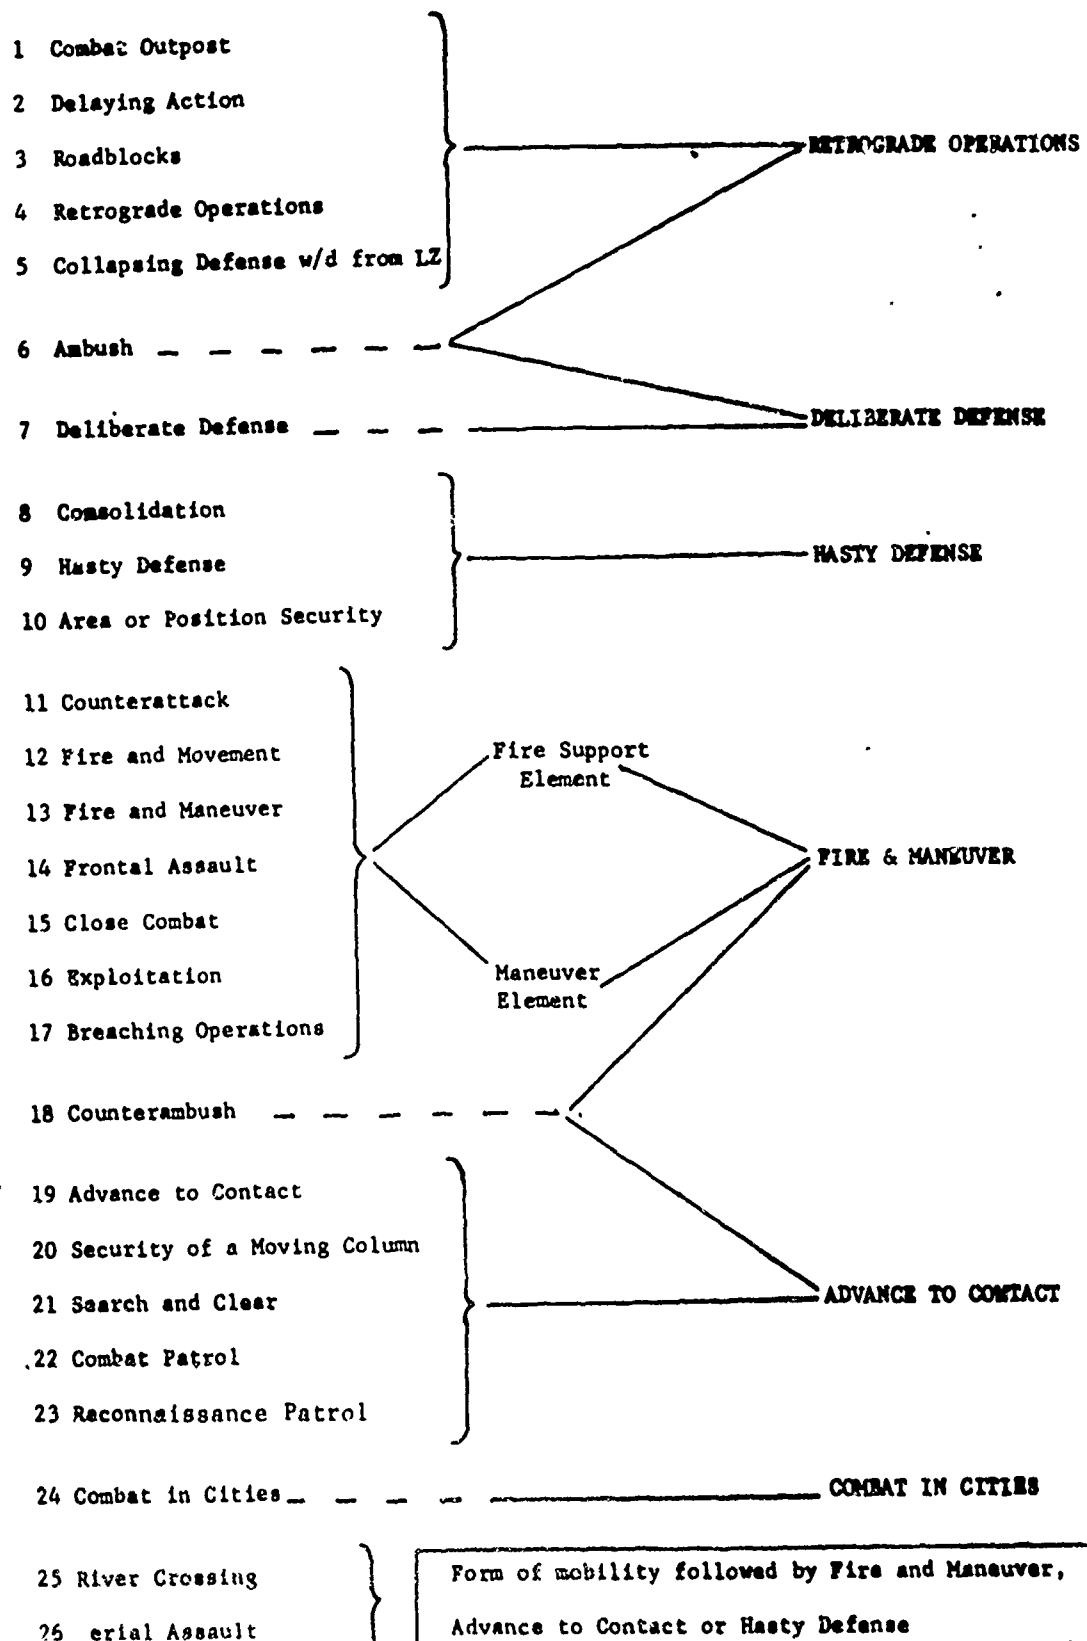 1 Combat Outpost
2 Delaying Action
3 Roadblocks
RETROGRADE OPERATIONS
4 Retrograde Operations
5 Collapsing Defense w/d from LZ
6 Ambush
7 Deliberate Defense
DELIBERATE DEFENSE
8 Consolidation
9 Hasty Defense
HASTY DEFENSE
10 Area or Position Security
11 Counterattack
12 Fire and Movement
13 Fire and Maneuver
14 Frontal Assault
15 Close Combat
16 Exploitation
17 Breaching Operations
Fire Support
Element
Maneuver
Element
FIRE & MANEUVER
18 Counterambush
19 Advance to Contact
20 Security of a Moving Column
21 Search and Clear
ADVANCE TO CONTACT
22 Combat Patrol
23 Reconnaissance Patrol
24 Combat in Cities
COMBAT IN CITIES
25 River Crossing
26 erial Assault
Form of mobility followed by Fire and Maneuver,
Advance to Contact or Hasty Defense